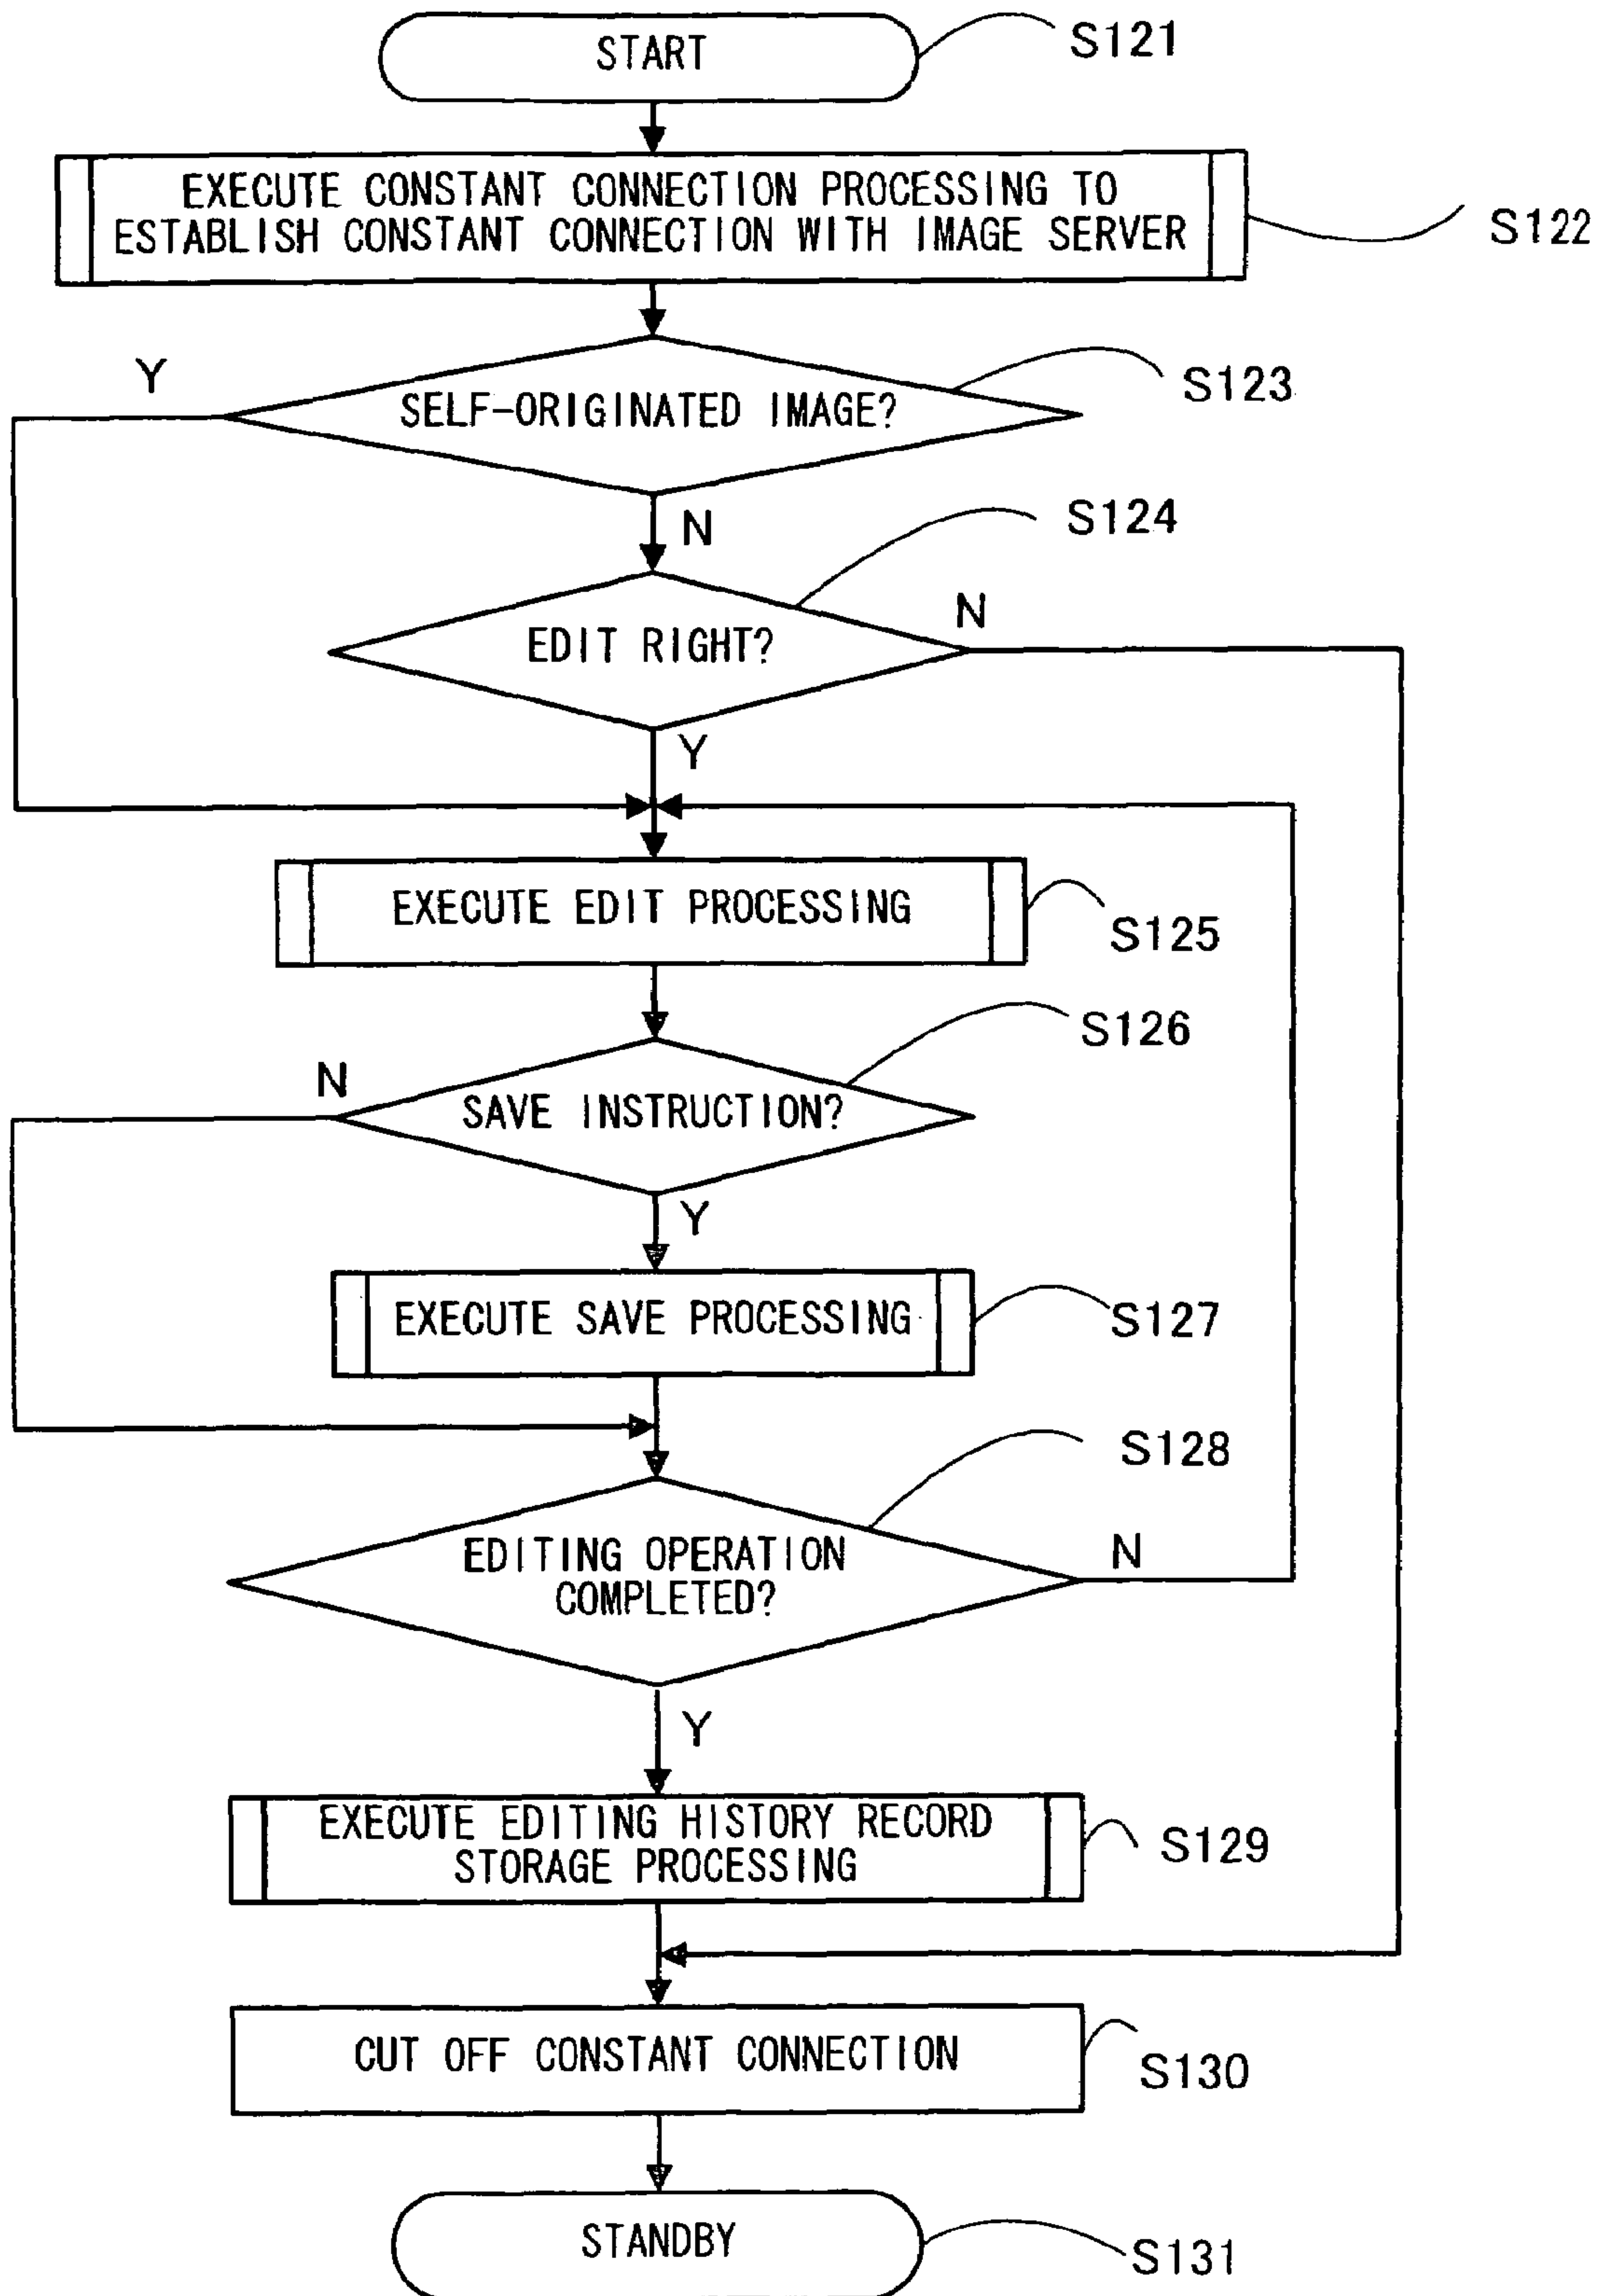 START
S121
EXECUTE CONSTANT CONNECTION PROCESSING TO
ESTABLISH CONSTANT CONNECTION WITH IMAGE SERVER
S122
Y
SELF-ORIGINATED IMAGE?
S123
N
S124
EDIT RIGHT?
N
Y
EXECUTE EDIT PROCESSING
S125
S126
N
SAVE INSTRUCTION?
Y
EXECUTE SAVE PROCESSING
S127
S128
EDITING OPERATION
COMPLETED?
N
Y
EXECUTE EDITING HISTORY RECORD
STORAGE PROCESSING
S129
CUT OFF CONSTANT CONNECTION
S130
STANDBY
S131